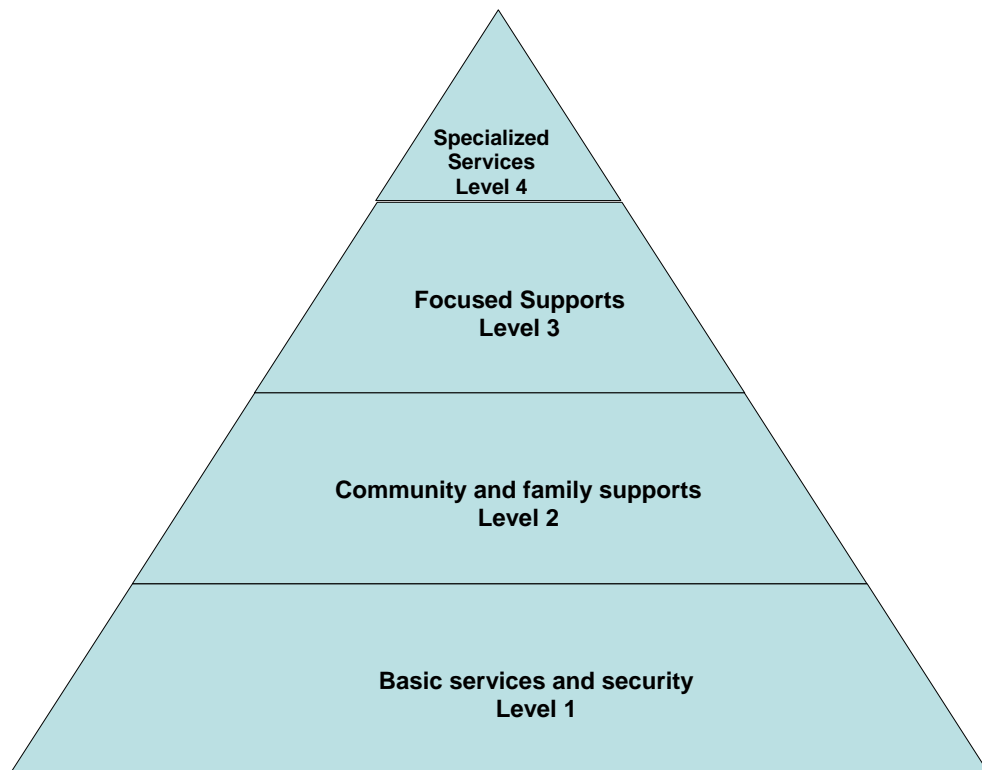 Specialized
Services
Level 4
Focused Supports
Level 3
Community and family supports
Level 2
Basic services and security
Level 1